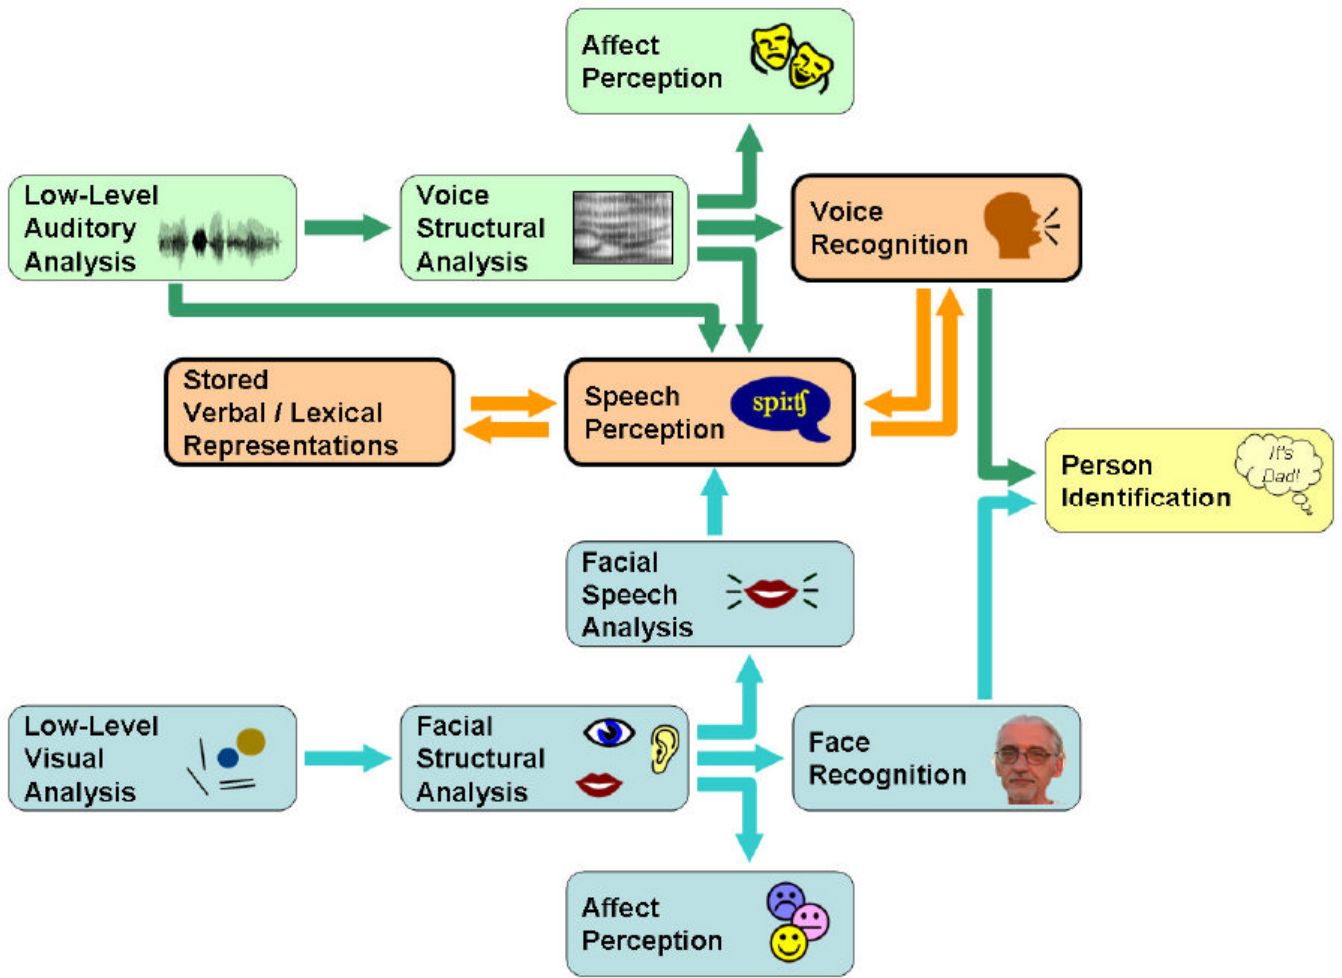 Affect
Perception
Low-Level
Auditory
Analysis
Voice
Structural
Analysis
Voice
Recognition
Stored
Verbal / Lexical
Representations
Speech
Perception
spi:ʧ
Person
Identification
It's
Dad!
Facial
Speech
Analysis
Low-Level
Visual
Analysis
Facial
Structural
Analysis
Face
Recognition
Affect
Perception